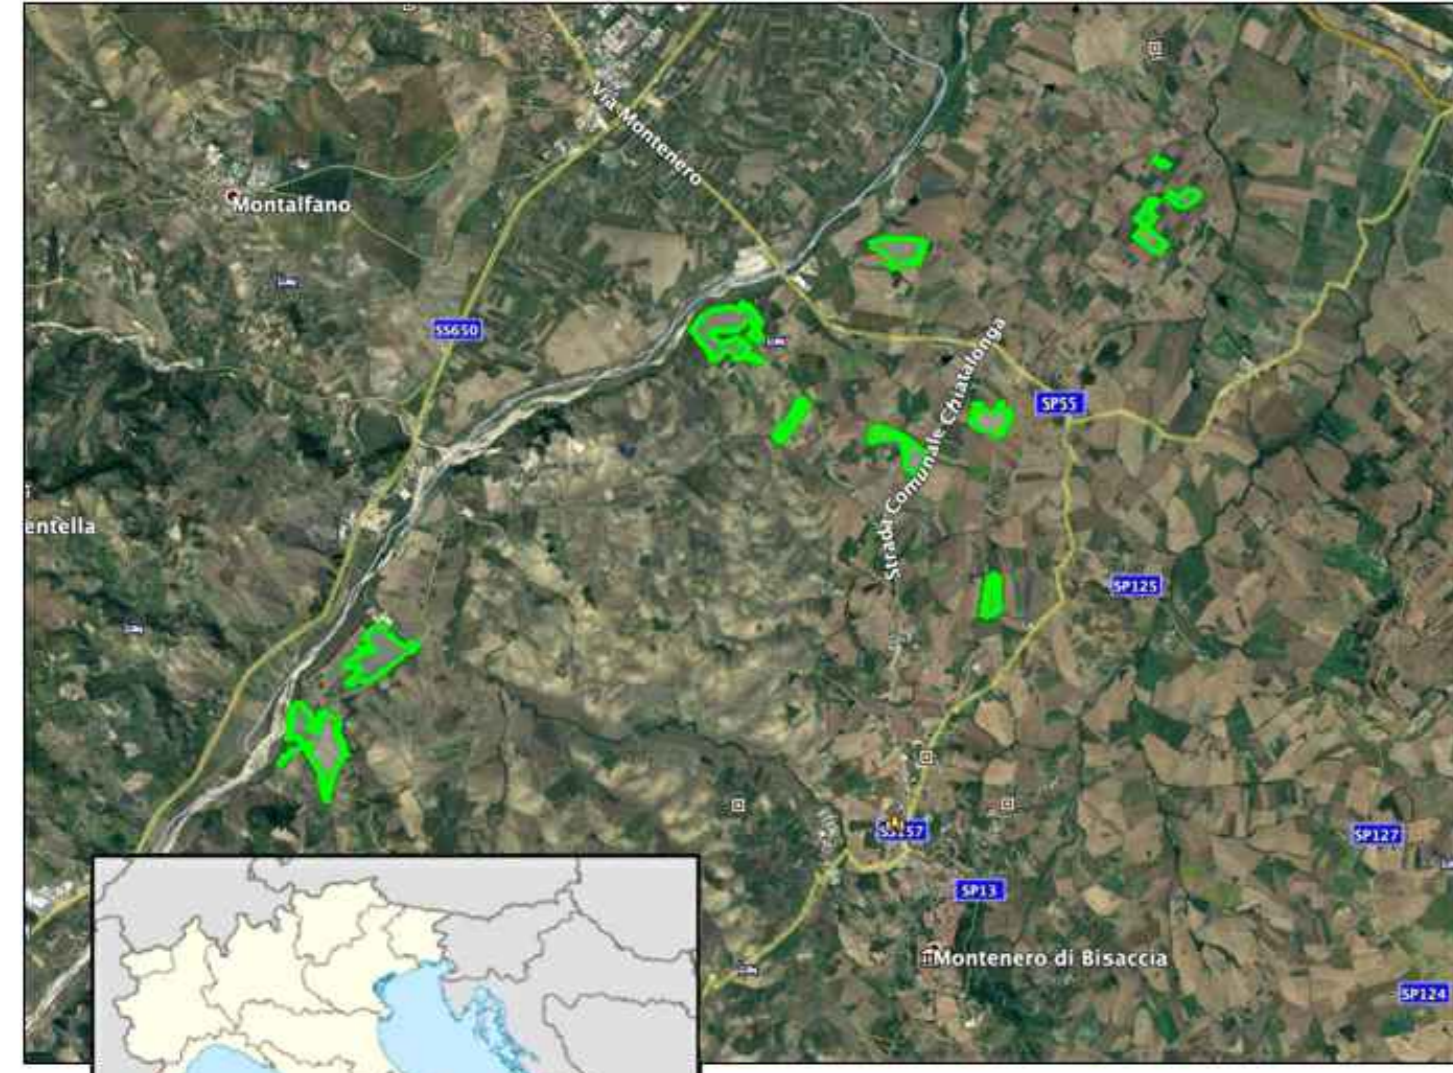 Via Montenero
Montalfano
SS650
Strada Comunale Chiatalonga
SP55
entella
SP125
SP127
SP13
Montenero di Bisaccia
SP124